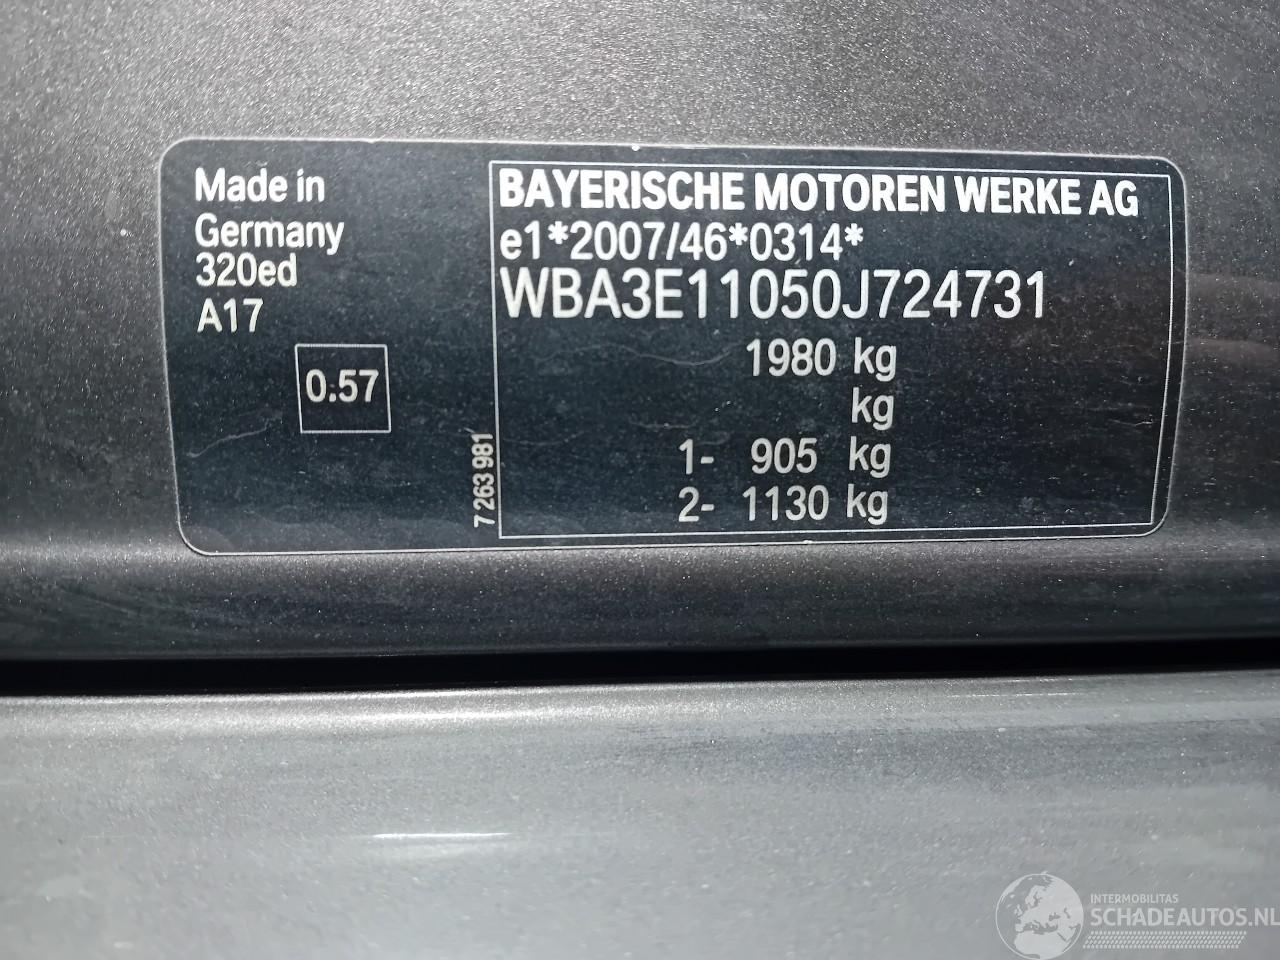 Made in
Germany
320ed
A17
0.57
7 263 981
BAYERISCHE MOTOREN WERKE AG
e1*2007/46*0314*
WBA3E11050J724731
1980 kg
kg
1- 905 kg
2- 1130 kg
INTERMOBILITAS
SCHADEAUTOS.NL